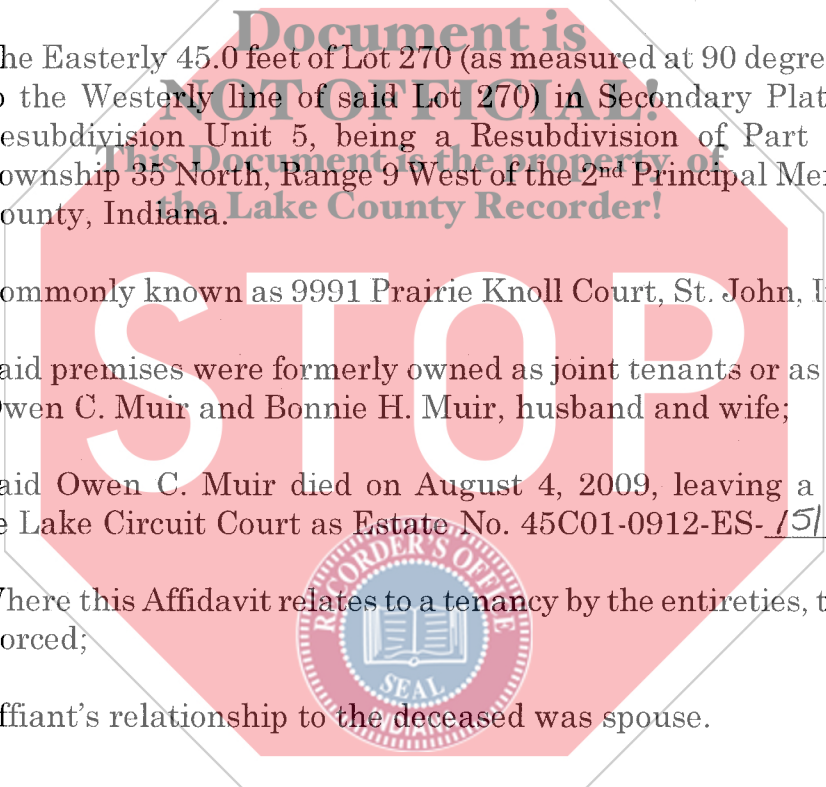 Document is
he Easterly 45.0 feet of Lot 270 (as measured at 90 degre
NOT OFFICIAL!
the Westerly line of said Lot 270) in Secondary Plat
esubdivision Unit 5, being a Resubdivision of Part
This Document is the property of
ownship 35 North, Range 9 West of the 2nd Principal Mer
the Lake County Recorder!
ounty, Indiana.
ommonly known as 9991 Prairie Knoll Court, St. John, I
STOP
aid premises were formerly owned as joint tenants or as
wen C. Muir and Bonnie H. Muir, husband and wife;
aid Owen C. Muir died on August 4, 2009, leaving a
e Lake Circuit Court as Estate No. 45C01-0912-ES-151
RECORDER'S OFFICE
here this Affidavit relates to a tenancy by the entireties, t
orced;
SEAL
ffiant's relationship to the deceased was spouse.
INDIANA